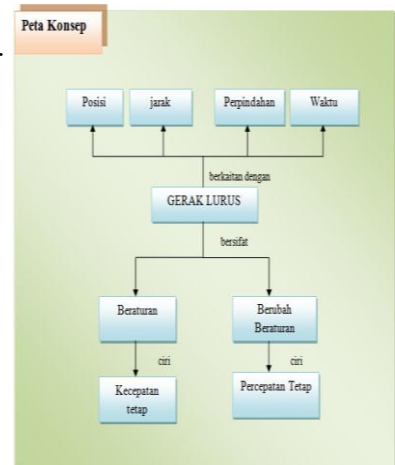 Peta Konsep
Posisi
jarak
Perpindahan
Waktu
berkaitan dengan
GERAK LURUS
bersifat
Beraturan
Berubah
Beraturan
ciri
ciri
Kecepatan
tetap
Percepatan Tetap